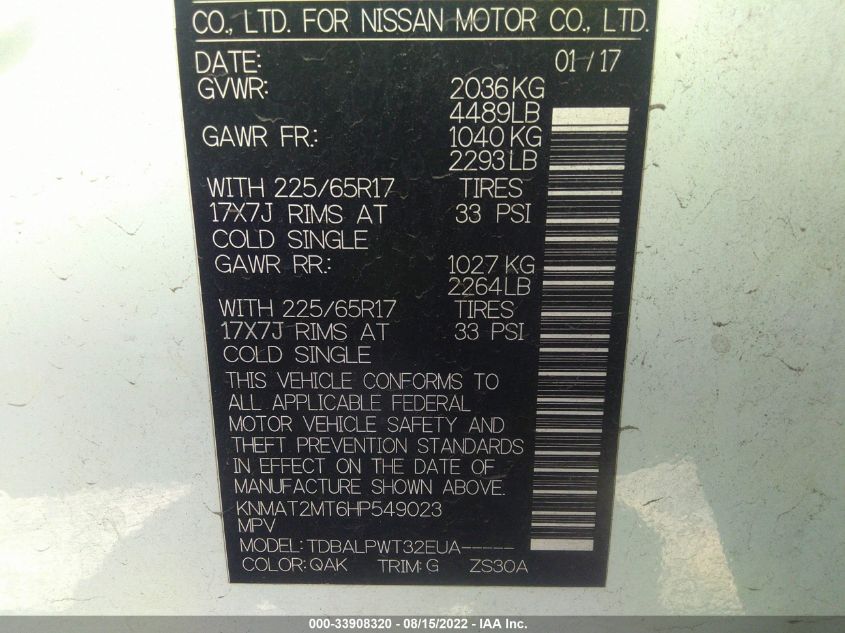 CO., LTD. FOR NISSAN MOTOR CO., LTD.
DATE: 01/17
GVWR: 2036KG
4489LB
GAWR FR.: 1040KG
2293LB
WITH 225/65R17 TIRES
17X7J RIMS AT 33 PSI
COLD SINGLE
GAWR RR.: 1027 KG
2264LB
WITH 225/65R17 TIRES
17X7J RIMS AT 33 PSI
COLD SINGLE
THIS VEHICLE CONFORMS TO
ALL APPLICABLE FEDERAL
MOTOR VEHICLE SAFETY AND
THEFT PREVENTION STANDARDS
IN EFFECT ON THE DATE OF
MANUFACTURE SHOWN ABOVE.
KNMAT2MT6HP549023
MPV
MODEL: TDBALPWT32EUA-----
COLOR: QAK TRIM: G ZS30A
000-33908320 - 08/15/2022 - IAA Inc.